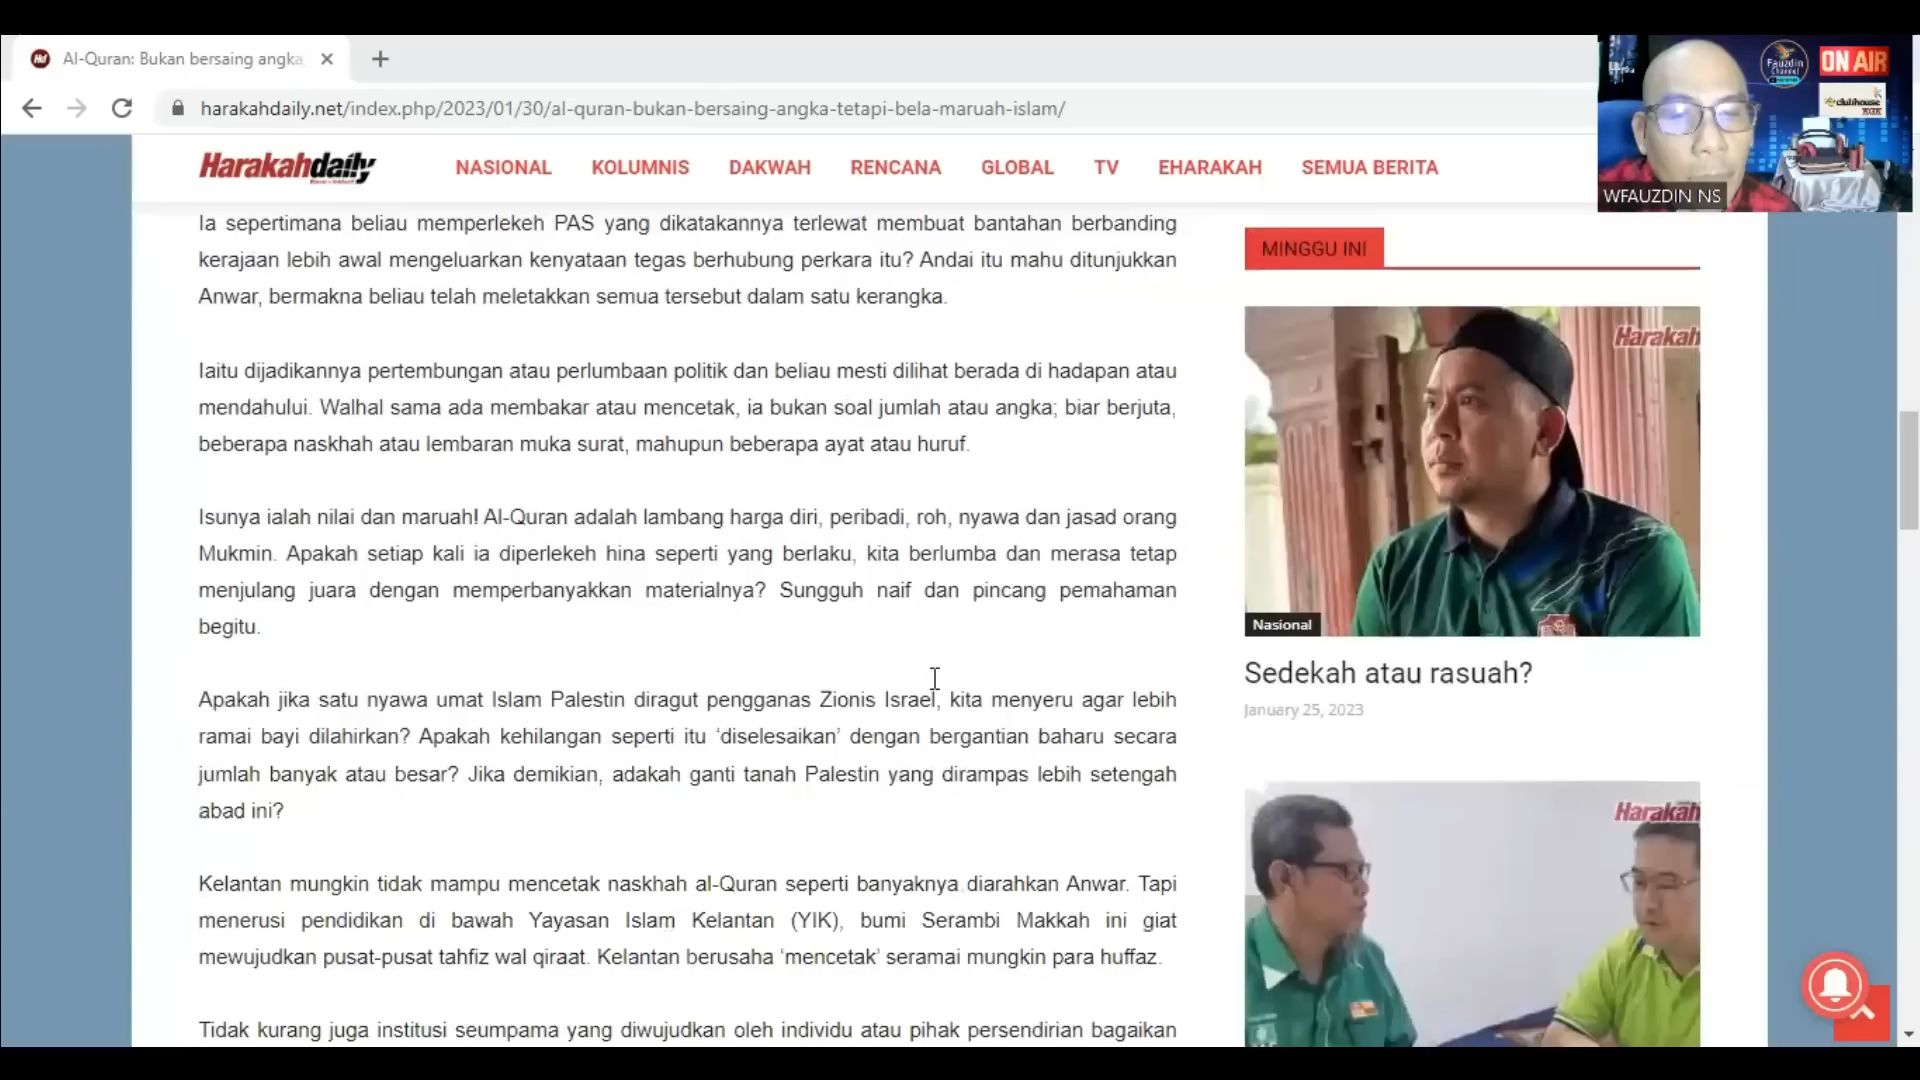 Al-Quran: Bukan bersaing angka
harakahdaily.net/index.php/2023/01/30/al-quran-bukan-bersaing-angka-tetapi-bela-maruah-islam/
Fauzdin
Channel
ON AIR
clubhouse
WFAUZDIN NS
Harakahdaily
NASIONAL KOLUMNIS DAKWAH RENCANA GLOBAL TV EHARAKAH SEMUA BERITA
Ia sepertimana beliau memperlekeh PAS yang dikatakannya terlewat membuat bantahan berbanding
kerajaan lebih awal mengeluarkan kenyataan tegas berhubung perkara itu? Andai itu mahu ditunjukkan
Anwar, bermakna beliau telah meletakkan semua tersebut dalam satu kerangka.
Iaitu dijadikannya pertembungan atau perlumbaan politik dan beliau mesti dilihat berada di hadapan atau
mendahului. Walhal sama ada membakar atau mencetak, ia bukan soal jumlah atau angka; biar berjuta,
beberapa naskhah atau lembaran muka surat, mahupun beberapa ayat atau huruf.
Isunya ialah nilai dan maruah! Al-Quran adalah lambang harga diri, peribadi, roh, nyawa dan jasad orang
Mukmin. Apakah setiap kali ia diperlekeh hina seperti yang berlaku, kita berlumba dan merasa tetap
menjulang juara dengan memperbanyakkan materialnya? Sungguh naif dan pincang pemahaman
begitu.
Apakah jika satu nyawa umat Islam Palestin diragut pengganas Zionis Israel, kita menyeru agar lebih
ramai bayi dilahirkan? Apakah kehilangan seperti itu ‘diselesaikan’ dengan bergantian baharu secara
jumlah banyak atau besar? Jika demikian, adakah ganti tanah Palestin yang dirampas lebih setengah
abad ini?
Kelantan mungkin tidak mampu mencetak naskhah al-Quran seperti banyaknya diarahkan Anwar. Tapi
menerusi pendidikan di bawah Yayasan Islam Kelantan (YIK), bumi Serambi Makkah ini giat
mewujudkan pusat-pusat tahfiz wal qiraat. Kelantan berusaha ‘mencetak’ seramai mungkin para huffaz.
Tidak kurang juga institusi seumpama yang diwujudkan oleh individu atau pihak persendirian bagaikan
MINGGU INI
Harakah
Nasional
Sedekah atau rasuah?
January 25, 2023
Harakah